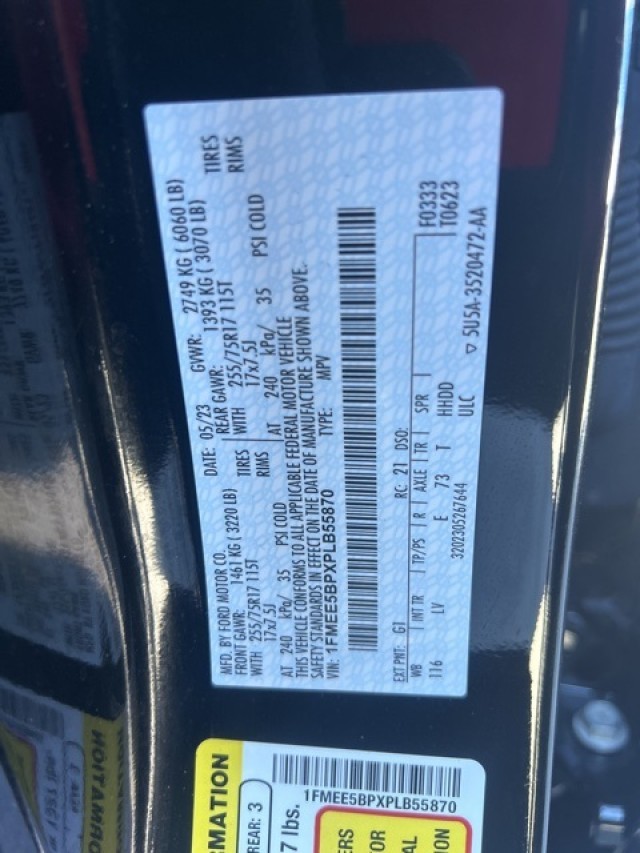 MFD. BY FORD MOTOR CO.
DATE: 05/23 GVWR: 2749 KG ( 6060 LB)
FRONT GAWR: 1461 KG ( 3220 LB) REAR GAWR: 1393 KG ( 3070 LB)
WITH 255/75R17 115T TIRES WITH 255/75R17 115T TIRES
17x7.5J RIMS 17x7.5J RIMS
AT 240 kPa/ 35 PSI COLD AT 240 kPa/ 35 PSI COLD
THIS VEHICLE CONFORMS TO ALL APPLICABLE FEDERAL MOTOR VEHICLE
SAFETY STANDARDS IN EFFECT ON THE DATE OF MANUFACTURE SHOWN ABOVE.
VIN: 1FMEE5BPXPLB55870 TYPE: MPV
EXT PNT: G1 RC: 21 DSO: F0333
T0623
WB INT TR TP/PS R AXLE TR SPR
116 LV E 73 T HHDD
3202305267644 ULC
5U5A-3520472-AA
RMATION
REAR: 3
7 lbs.
1FMEE5BPXPLB55870